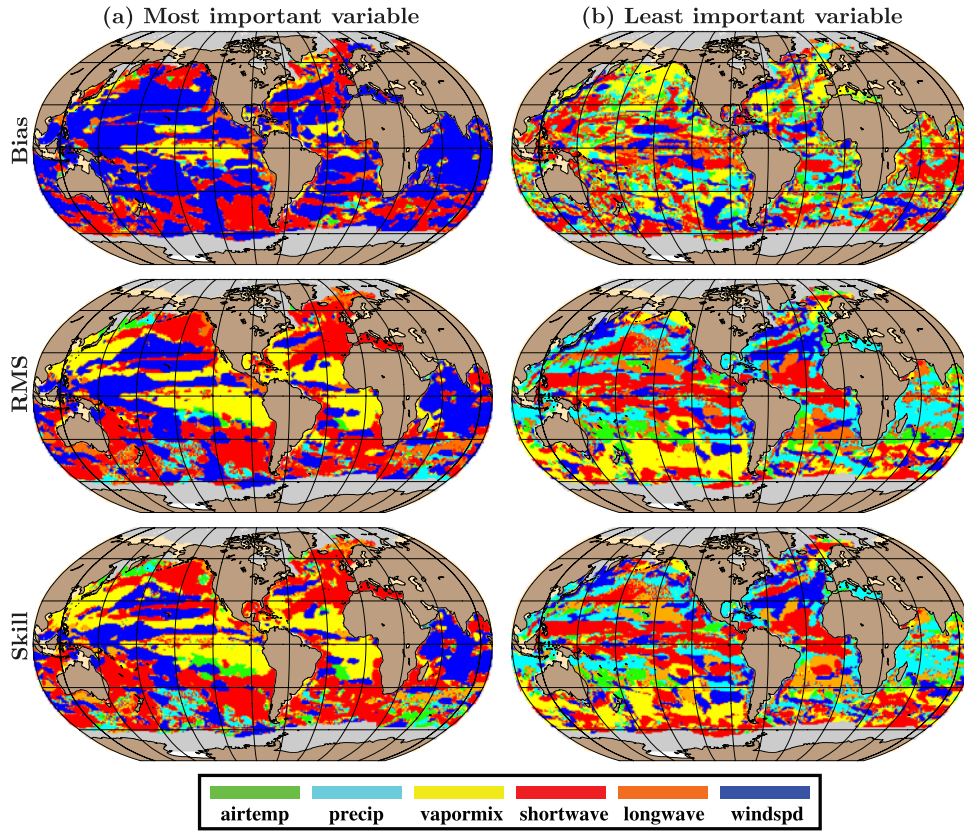 (a) Most important variable
(b) Least important variable
Bias
RMS
Skill
airtemp precip vapormix shortwave longwave windspd